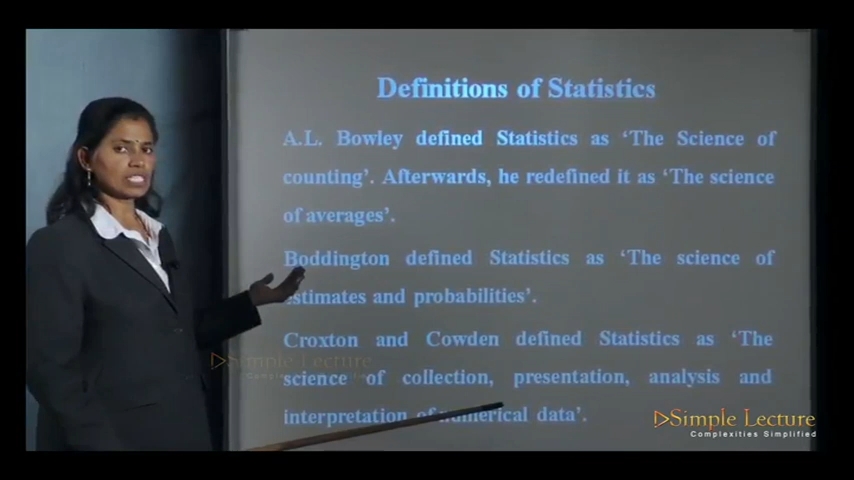 Definitions of Statistics
A.L. Bowley defined Statistics as ‘The Science of
counting’. Afterwards, he redefined it as ‘The science
of averages’.
Boddington defined Statistics as ‘The science of
estimates and probabilities’.
Croxton and Cowden defined Statistics as ‘The
Simple Lecture
science of collection, presentation, analysis and
interpretation of numerical data’.
Simple Lecture
Complexities Simplified